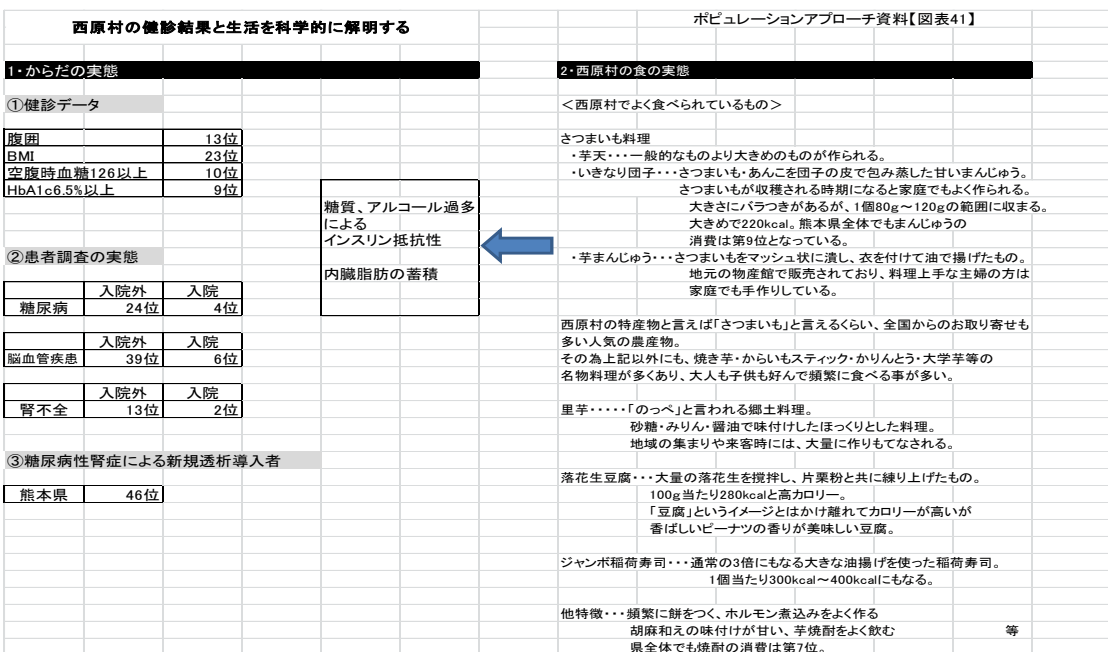 西原村の健診結果と生活を科学的に解明する
ポピュレーションアプローチ資料【図表41】
1・からだの実態
①健診データ
腹囲 13位
BMI 23位
空腹時血糖126以上 10位
HbA1c6.5%以上 9位
②患者調査の実態
入院外 入院
糖尿病 24位 4位
入院外 入院
脳血管疾患 39位 6位
入院外 入院
腎不全 13位 2位
③糖尿病性腎症による新規透析導入者
熊本県 46位
糖質、アルコール過多
による
インスリン抵抗性
内臓脂肪の蓄積
2・西原村の食の実態
<西原村でよく食べられているもの>
さつまいも料理
・芋天・・・一般的なものより大きめのものが作られる。
・いきなり団子・・・さつまいも・あんこを団子の皮で包み蒸した甘いまんじゅう。
さつまいもが収穫される時期になると家庭でもよく作られる。
大きさにバラつきがあるが、1個80g~120gの範囲に収まる。
大きめで220kcal。熊本県全体でもまんじゅうの
消費は第9位となっている。
・芋まんじゅう・・・さつまいもをマッシュ状に潰し、衣を付けて油で揚げたもの。
地元の物産館で販売されており、料理上手な主婦の方は
家庭でも手作りしている。
西原村の特産物と言えば「さつまいも」と言えるくらい、全国からのお取り寄せも
多い人気の農産物。
その為上記以外にも、焼き芋・からいもスティック・かりんとう・大学芋等の
名物料理が多くあり、大人も子供も好んで頻繁に食べる事が多い。
里芋・・・・・「のっぺ」と言われる郷土料理。
砂糖・みりん・醤油で味付けしたほっくりとした料理。
地域の集まりや来客時には、大量に作りもてなされる。
落花生豆腐・・・大量の落花生を撹拌し、片栗粉と共に練り上げたもの。
100g当たり280kcalと高カロリー。
「豆腐」というイメージとはかけ離れてカロリーが高いが
香ばしいピーナツの香りが美味しい豆腐。
ジャンボ稲荷寿司・・・通常の3倍にもなる大きな油揚げを使った稲荷寿司。
1個当たり300kcal~400kcalにもなる。
他特徴・・・頻繁に餅をつく、ホルモン煮込みをよく作る
胡麻和えの味付けが甘い、芋焼酎をよく飲む 等
県全体でも焼酎の消費は第7位。